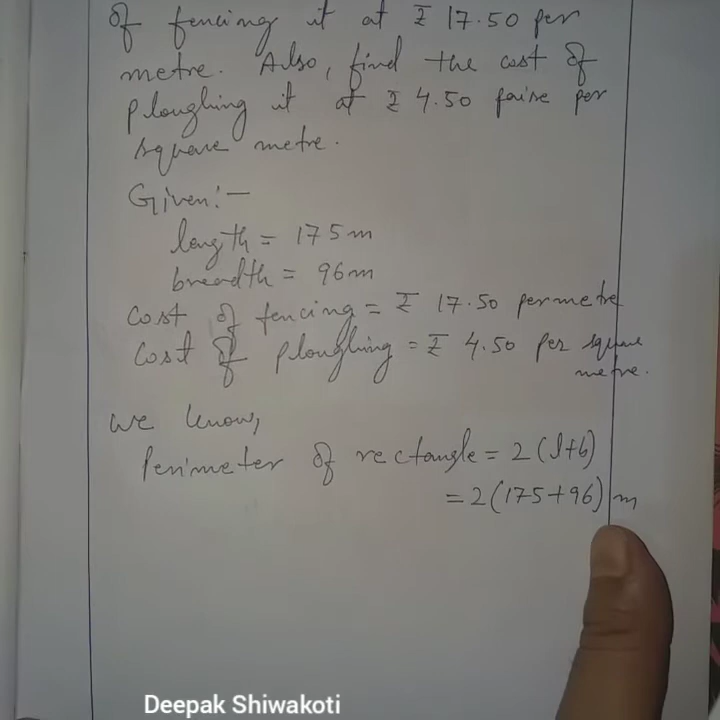 of fencing it at ₹ 17.50 per
metre. Also, find the cost of
ploughing it at ₹ 4.50 paise per
square metre.
Given:-
length = 175m
breadth = 96m
cost of fencing = ₹ 17.50 per metre
cost of ploughing = ₹ 4.50 per square
metre.
We know,
Perimeter of rectangle = 2(l+b)
= 2(175+96) m
Deepak Shiwakoti